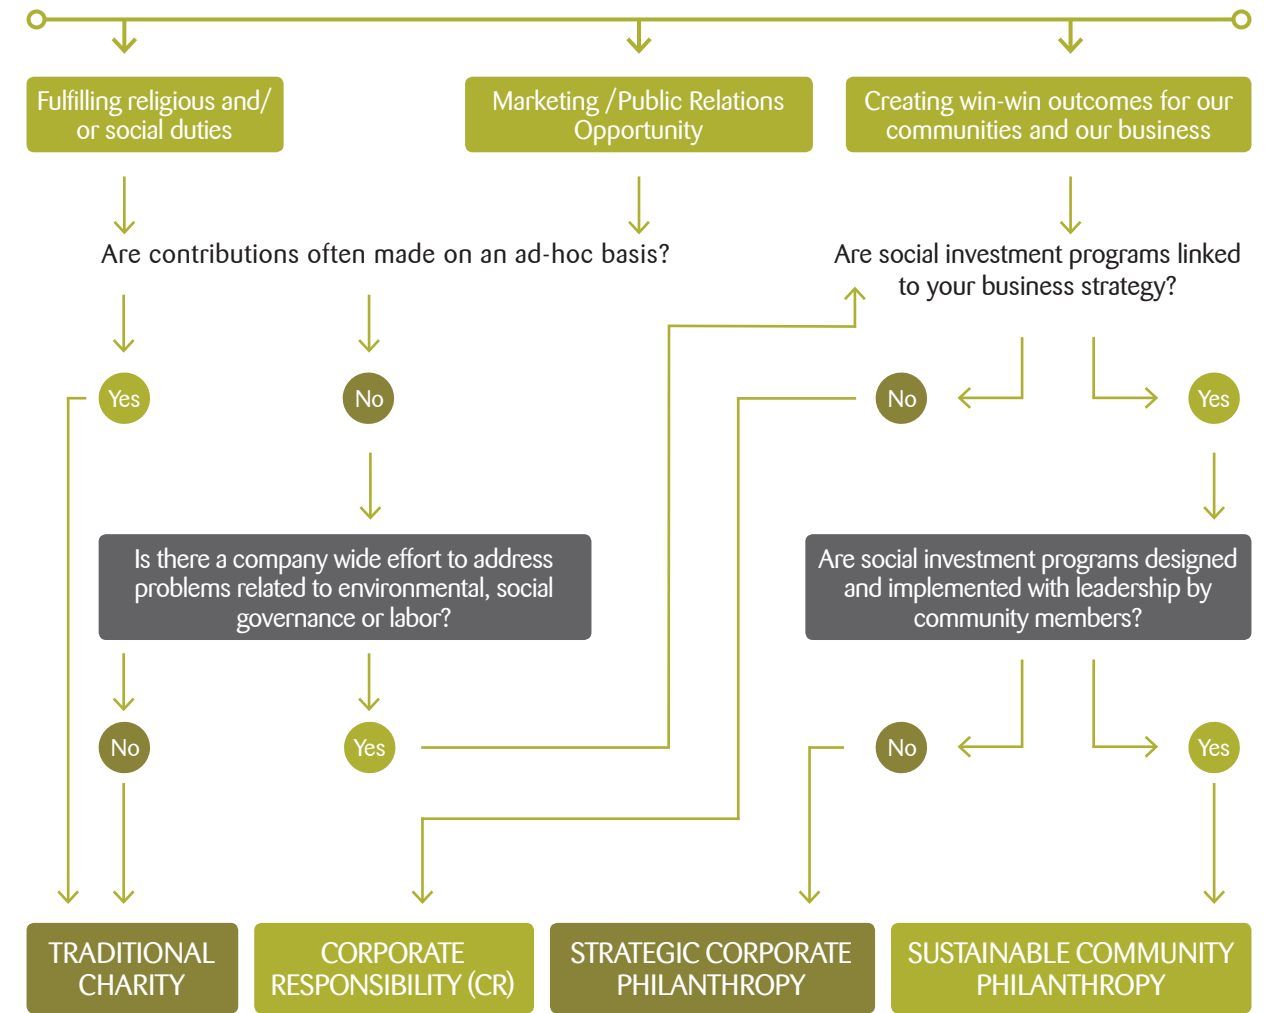 Fulfilling religious and/
or social duties
Marketing /Public Relations
Opportunity
Creating win-win outcomes for our
communities and our business
Are contributions often made on an ad-hoc basis?
Are social investment programs linked
to your business strategy?
Yes
No
No
Yes
Is there a company wide effort to address
problems related to environmental, social
governance or labor?
Are social investment programs designed
and implemented with leadership by
community members?
No
Yes
No
Yes
TRADITIONAL
CHARITY
CORPORATE
RESPONSIBILITY (CR)
STRATEGIC CORPORATE
PHILANTHROPY
SUSTAINABLE COMMUNITY
PHILANTHROPY